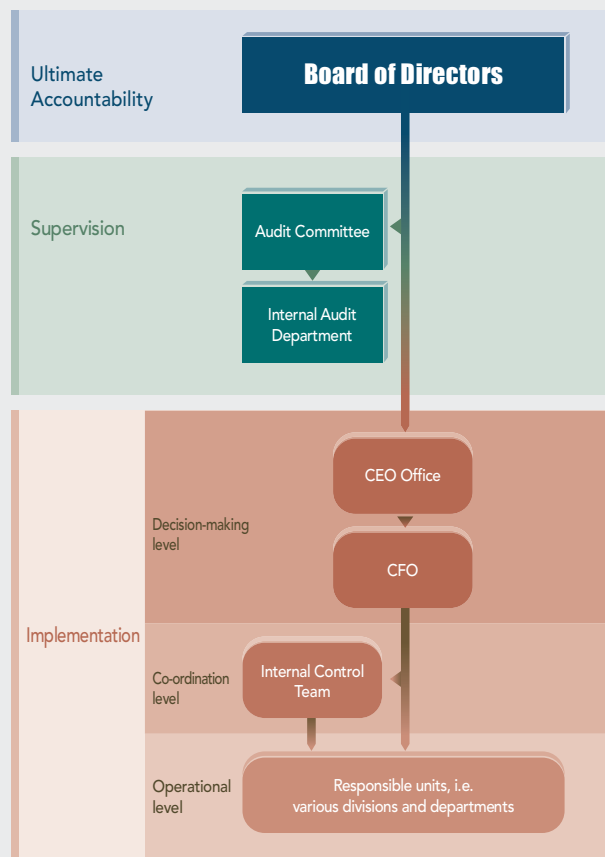 Ultimate
Accountability
Board of Directors
Supervision
Audit Committee
Internal Audit
Department
Implementation
Decision-making
level
CEO Office
CFO
Co-ordination
level
Internal Control
Team
Operational
level
Responsible units, i.e.
various divisions and departments